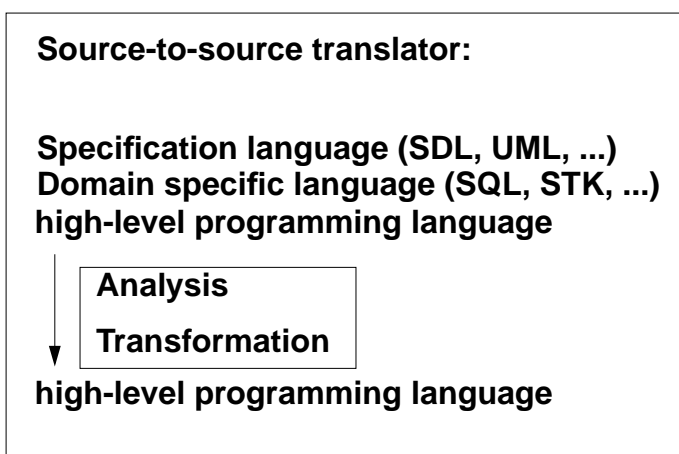 Source-to-source translator:
Specification language (SDL, UML, ...)
Domain specific language (SQL, STK, ...)
high-level programming language
Analysis
Transformation
high-level programming language